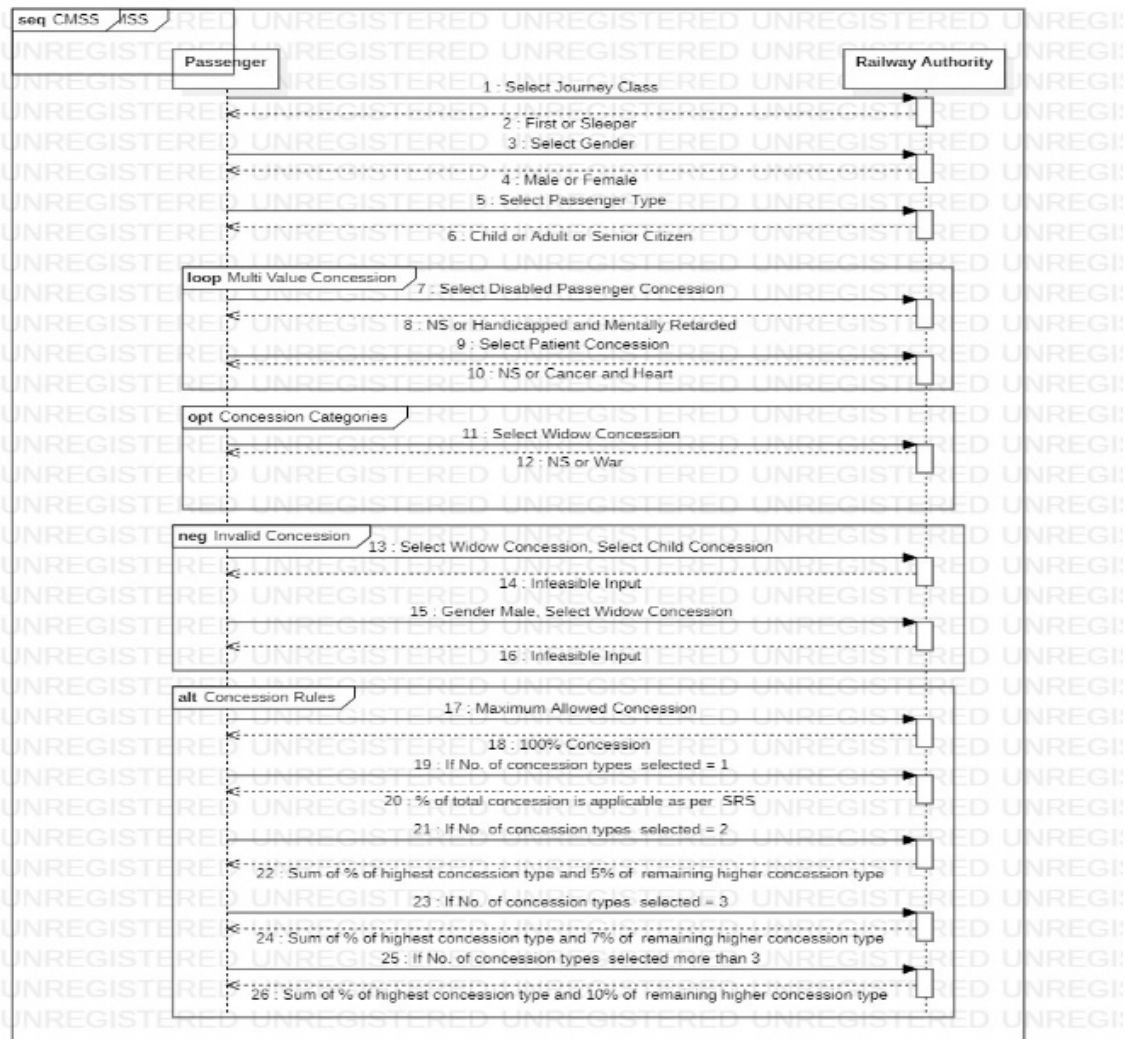 seq CMSS MSS
Passenger
Railway Authority
1 : Select Journey Class
2 : First or Sleeper
3 : Select Gender
4 : Male or Female
5 : Select Passenger Type
6 : Child or Adult or Senior Citizen
loop Multi Value Concession
7 : Select Disabled Passenger Concession
8 : NS or Handicapped and Mentally Retarded
9 : Select Patient Concession
10 : NS or Cancer and Heart
opt Concession Categories
11 : Select Widow Concession
12 : NS or War
neg Invalid Concession
13 : Select Widow Concession, Select Child Concession
14 : Infeasible Input
15 : Gender Male, Select Widow Concession
16 : Infeasible Input
alt Concession Rules
17 : Maximum Allowed Concession
18 : 100% Concession
19 : If No. of concession types selected = 1
20 : % of total concession is applicable as per SRS
21 : If No. of concession types selected = 2
22 : Sum of % of highest concession type and 5% of remaining higher concession type
23 : If No. of concession types selected = 3
24 : Sum of % of highest concession type and 7% of remaining higher concession type
25 : If No. of concession types selected more than 3
26 : Sum of % of highest concession type and 10% of remaining higher concession type
UNREGISTERED